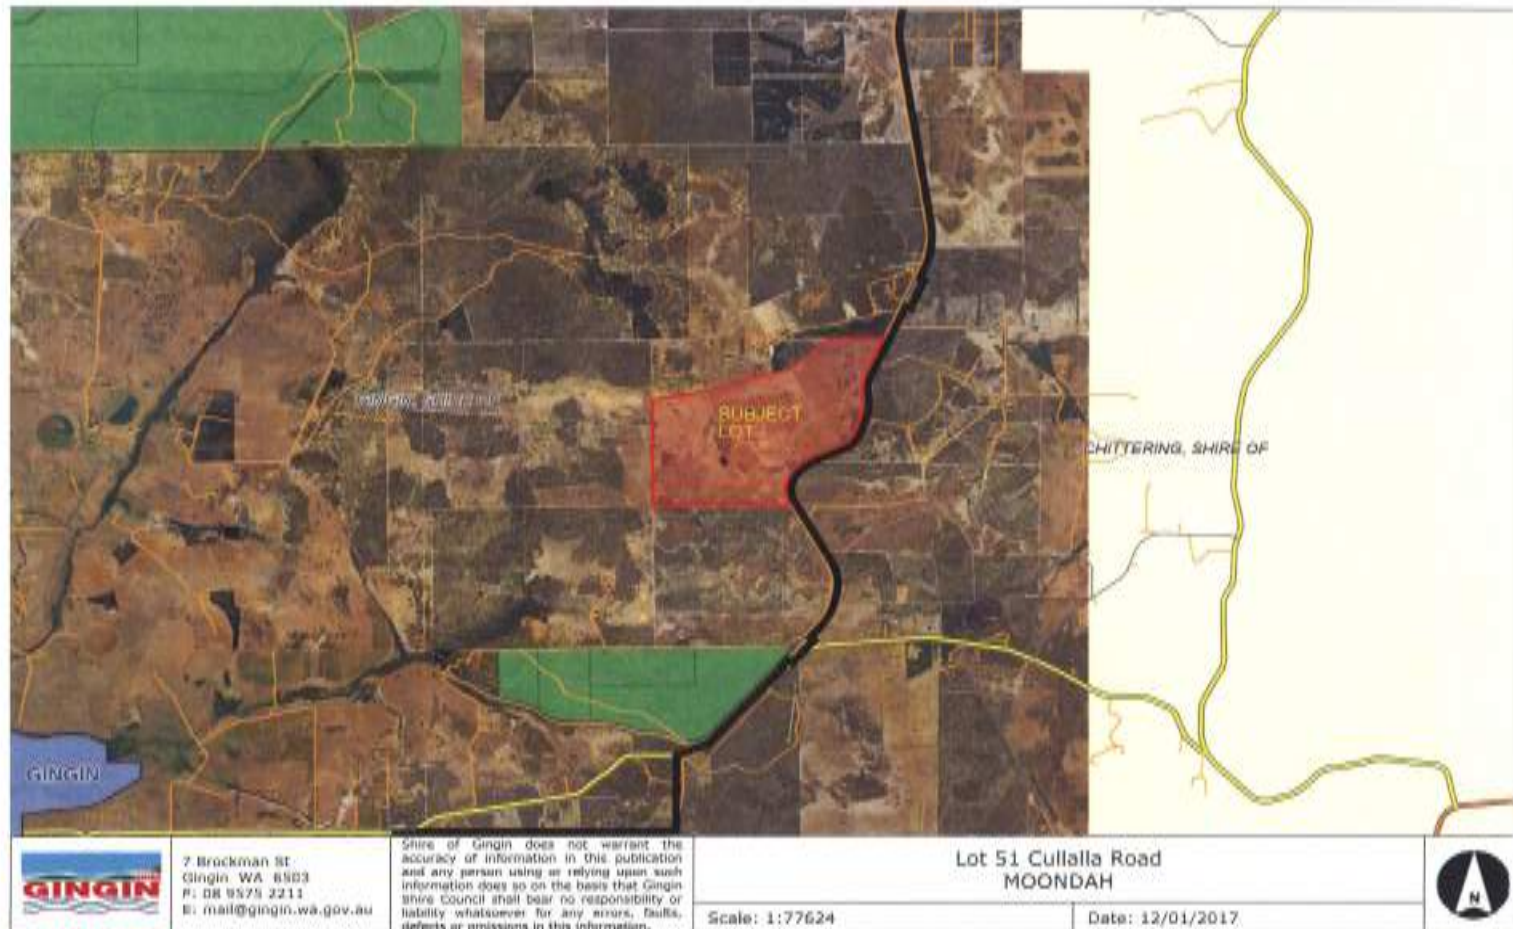 GINGIN, SHIRE OF
SUBJECT
LOT
CHITTERING, SHIRE OF
GINGIN
GINGIN
7 Brockman St
Gingin WA 6503
P: 08 9575 2211
E: mail@gingin.wa.gov.au
Shire of Gingin does not warrant the
accuracy of information in this publication
and any person using or relying upon such
information does so on the basis that Gingin
Shire Council shall bear no responsibility or
liability whatsoever for any errors, faults,
defects or omissions in this information.
Lot 51 Cullalla Road
MOONDAH
Scale: 1:77624
Date: 12/01/2017
N